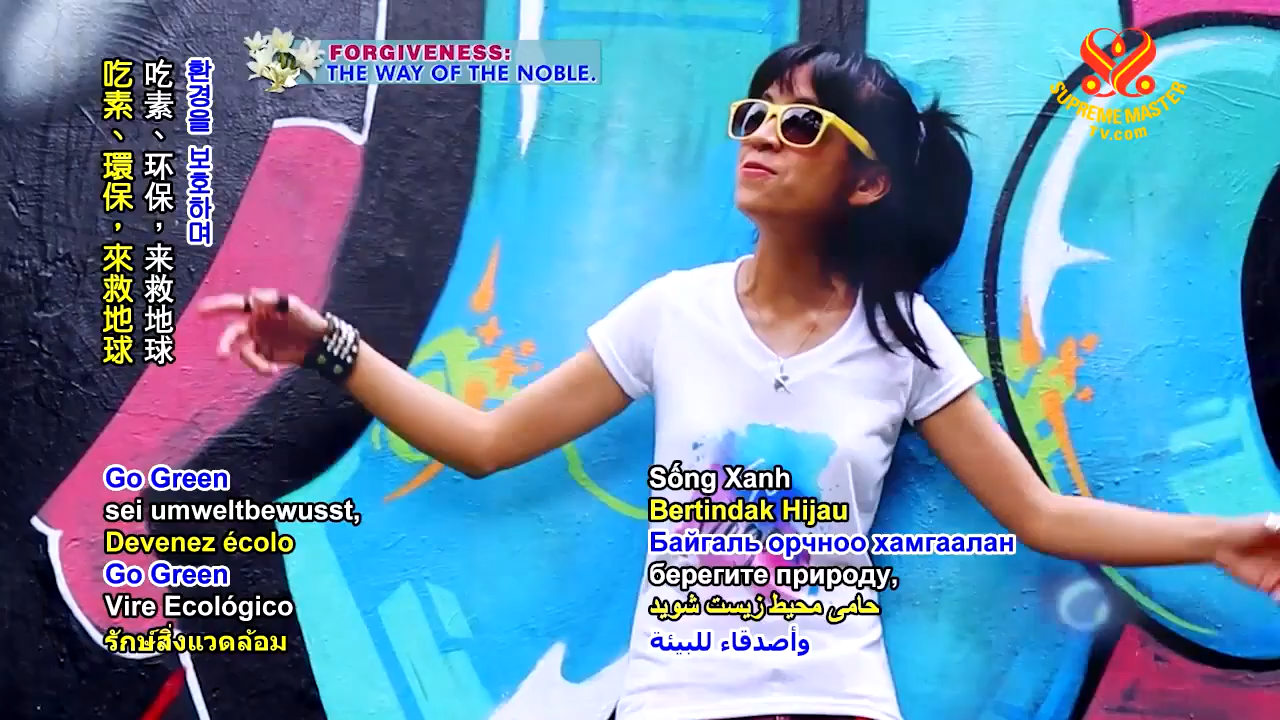 FORGIVENESS:
THE WAY OF THE NOBLE.
SUPREME MASTER
TV.com
환경을 보호하며
吃素、环保，来救地球
吃素、環保，來救地球
Go Green
sei umweltbewusst,
Devenez écolo
Go Green
Vire Ecológico
รักษ์สิ่งแวดล้อม
Sống Xanh
Bertindak Hijau
Байгаль орчноо хамгаалан
берегите природу,
حامی محیط زیست شوید
وأصدقاء للبيئة